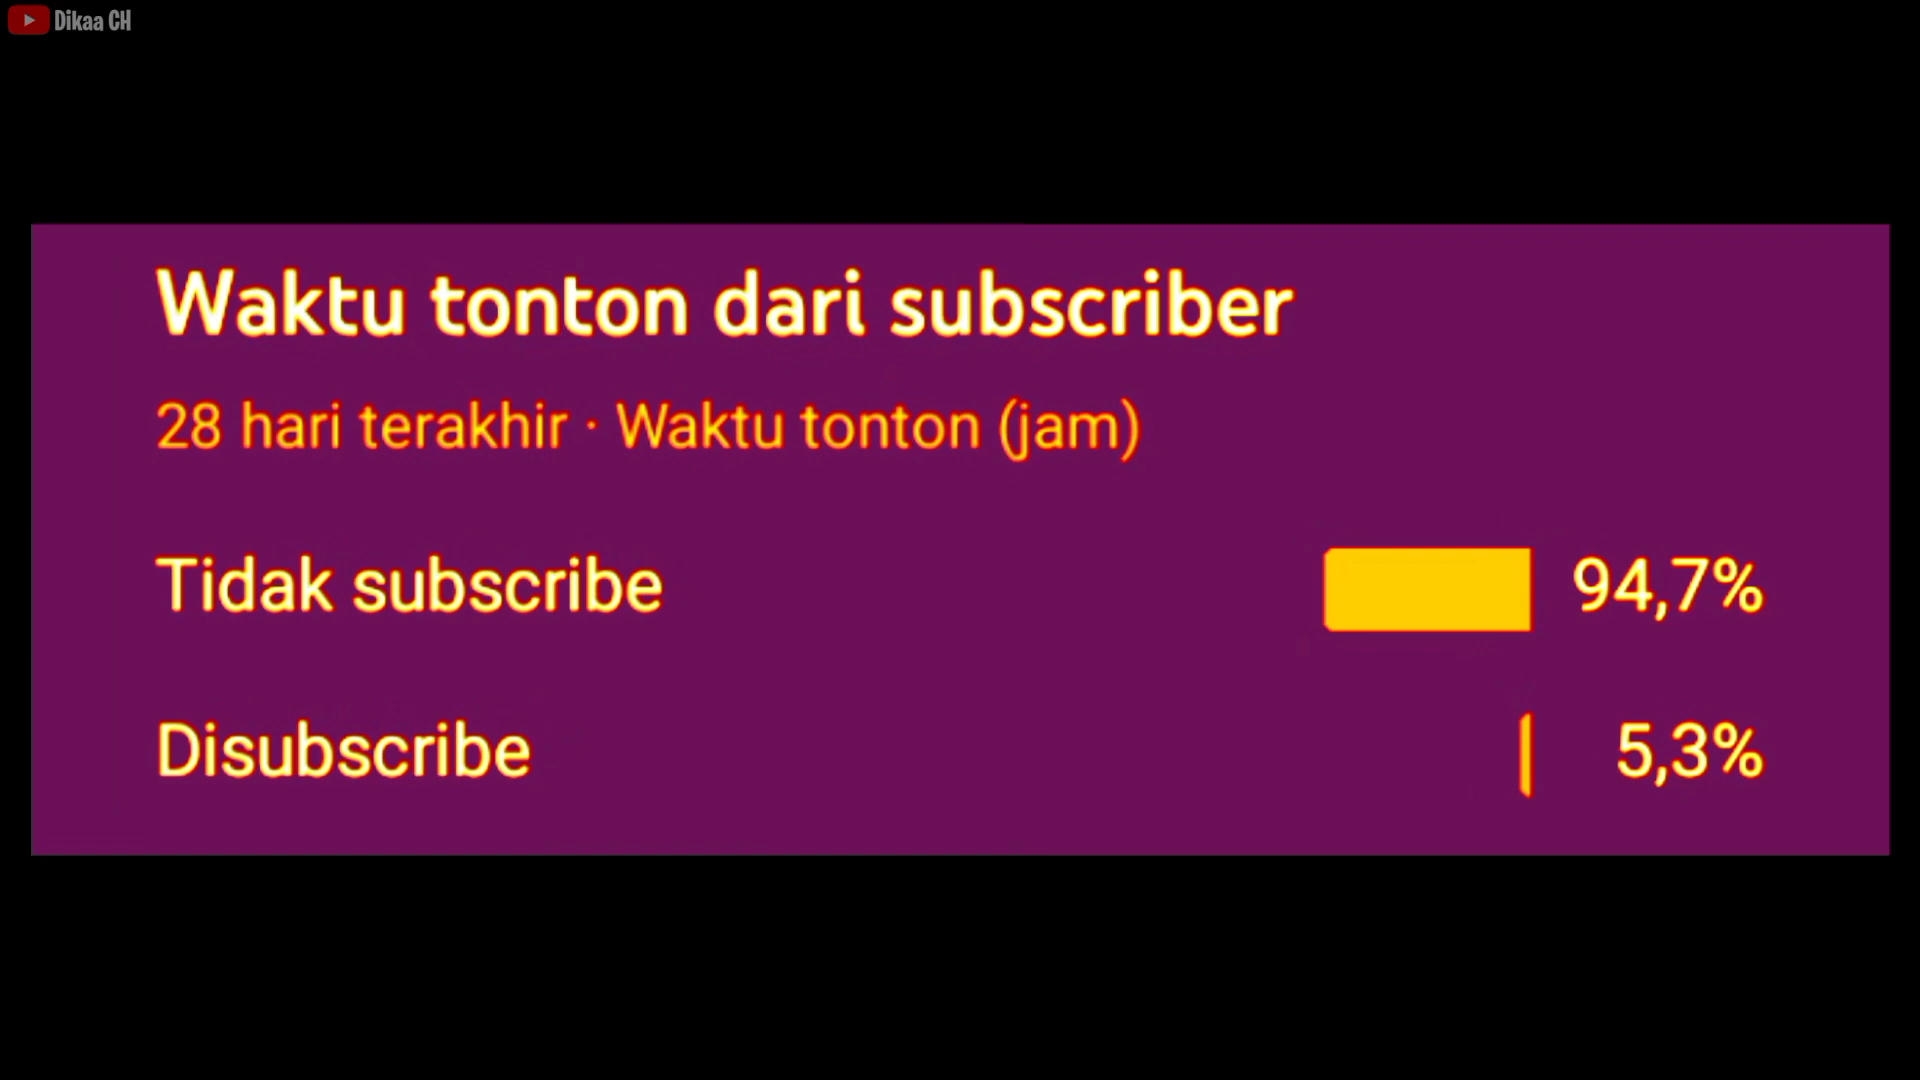 Dikaa CH
Waktu tonton dari subscriber
28 hari terakhir · Waktu tonton (jam)
Tidak subscribe 94,7%
Disubscribe 5,3%